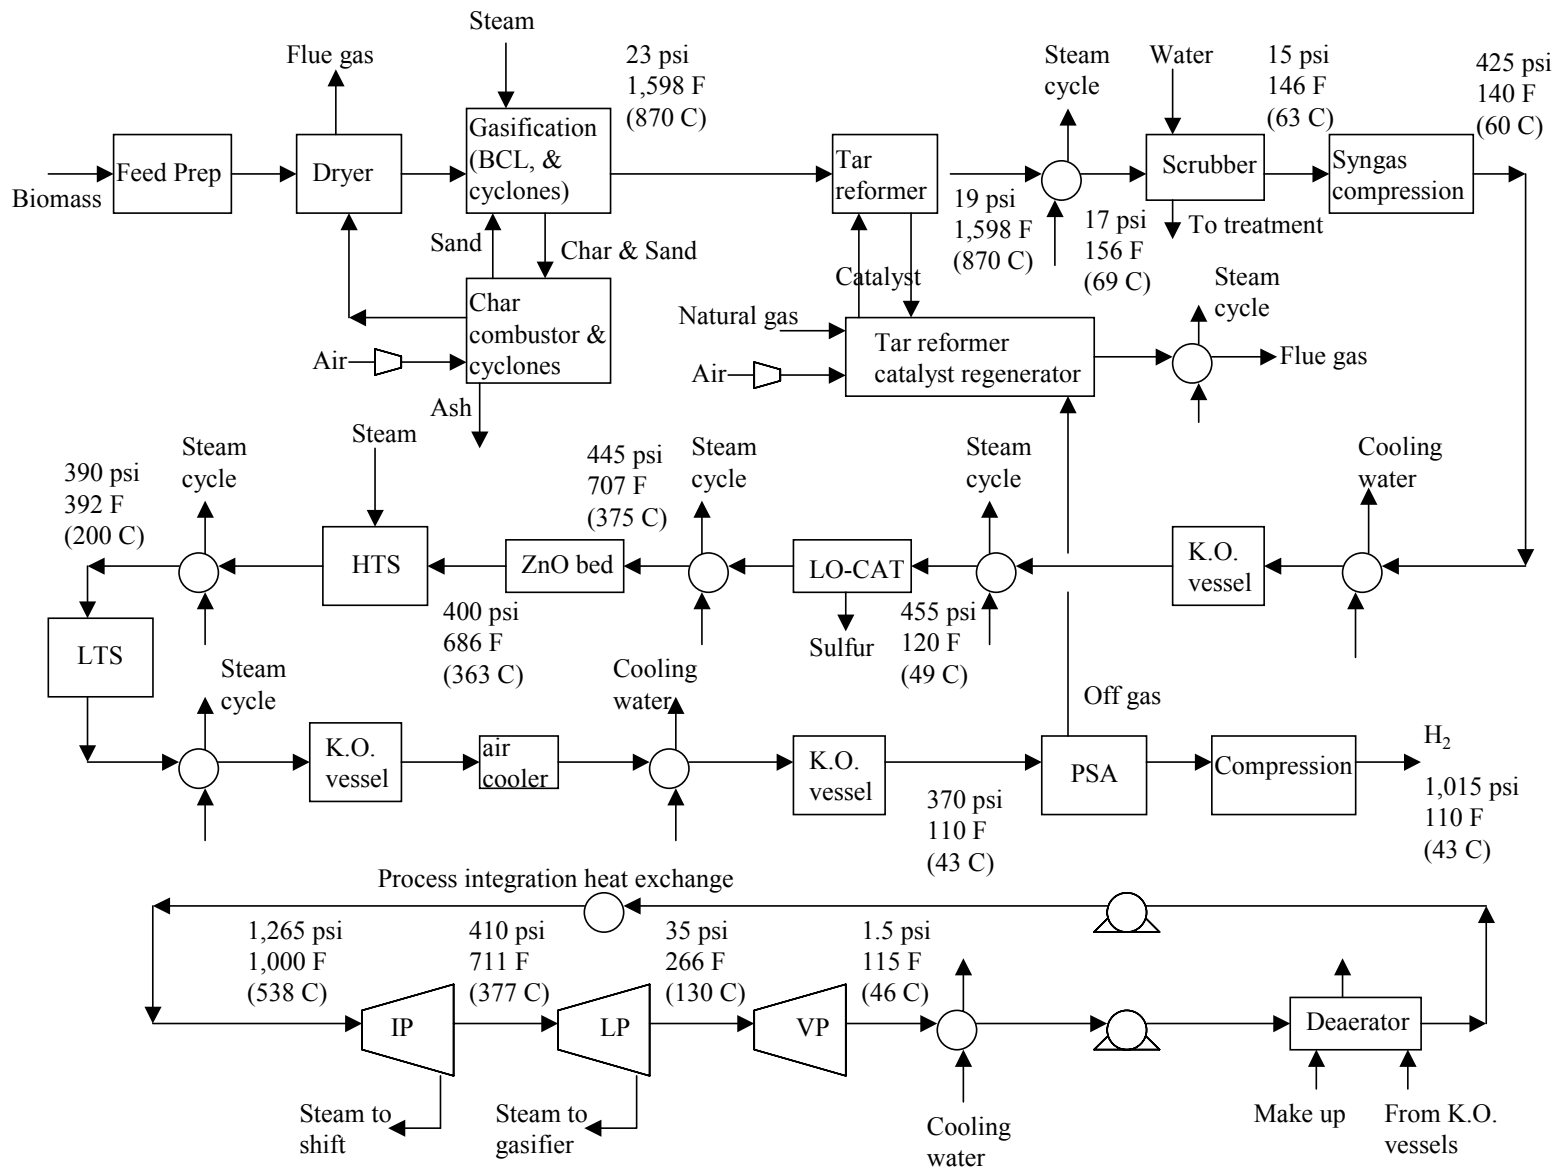 Steam
Flue gas
23 psi
1,598 F
(870 C)
Steam
cycle
Water
15 psi
146 F
(63 C)
425 psi
140 F
(60 C)
Biomass
Feed Prep
Dryer
Gasification
(BCL, &
cyclones)
Tar
reformer
19 psi
1,598 F
(870 C)
17 psi
156 F
(69 C)
Scrubber
To treatment
Syngas
compression
Sand
Char & Sand
Catalyst
Char
combustor &
cyclones
Air
Ash
Natural gas
Air
Tar reformer
catalyst regenerator
Steam
cycle
Flue gas
390 psi
392 F
(200 C)
Steam
cycle
Steam
445 psi
707 F
(375 C)
Steam
cycle
Steam
cycle
Cooling
water
HTS
ZnO bed
LO-CAT
K.O.
vessel
400 psi
686 F
(363 C)
Sulfur
455 psi
120 F
(49 C)
LTS
Steam
cycle
Cooling
water
Off gas
K.O.
vessel
air
cooler
K.O.
vessel
370 psi
110 F
(43 C)
PSA
Compression
H2
1,015 psi
110 F
(43 C)
Process integration heat exchange
1,265 psi
1,000 F
(538 C)
410 psi
711 F
(377 C)
35 psi
266 F
(130 C)
1.5 psi
115 F
(46 C)
IP
LP
VP
Deaerator
Steam to
shift
Steam to
gasifier
Cooling
water
Make up
From K.O.
vessels